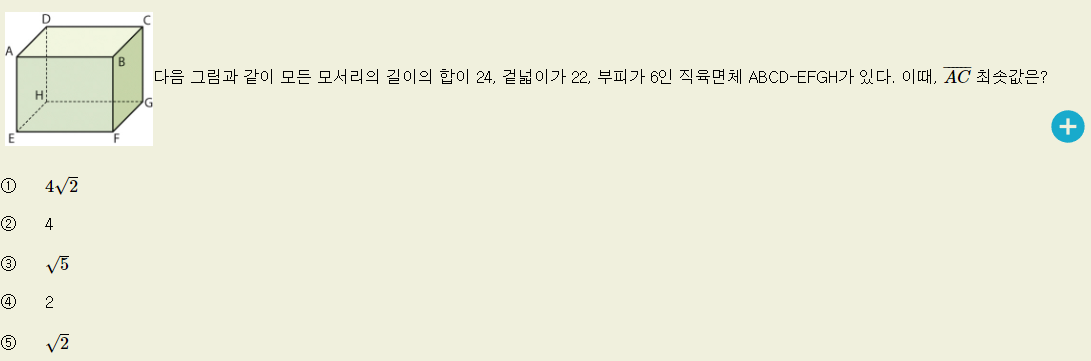 D
C
A
B
다음 그림과 같이 모든 모서리의 길이의 합이 24, 겉넓이가 22, 부피가 6인 직육면체 ABCD-EFGH가 있다. 이때, \overline{AC} 최솟값은?
H
G
E
F
+
① 4√2
② 4
③ √5
④ 2
⑤ √2